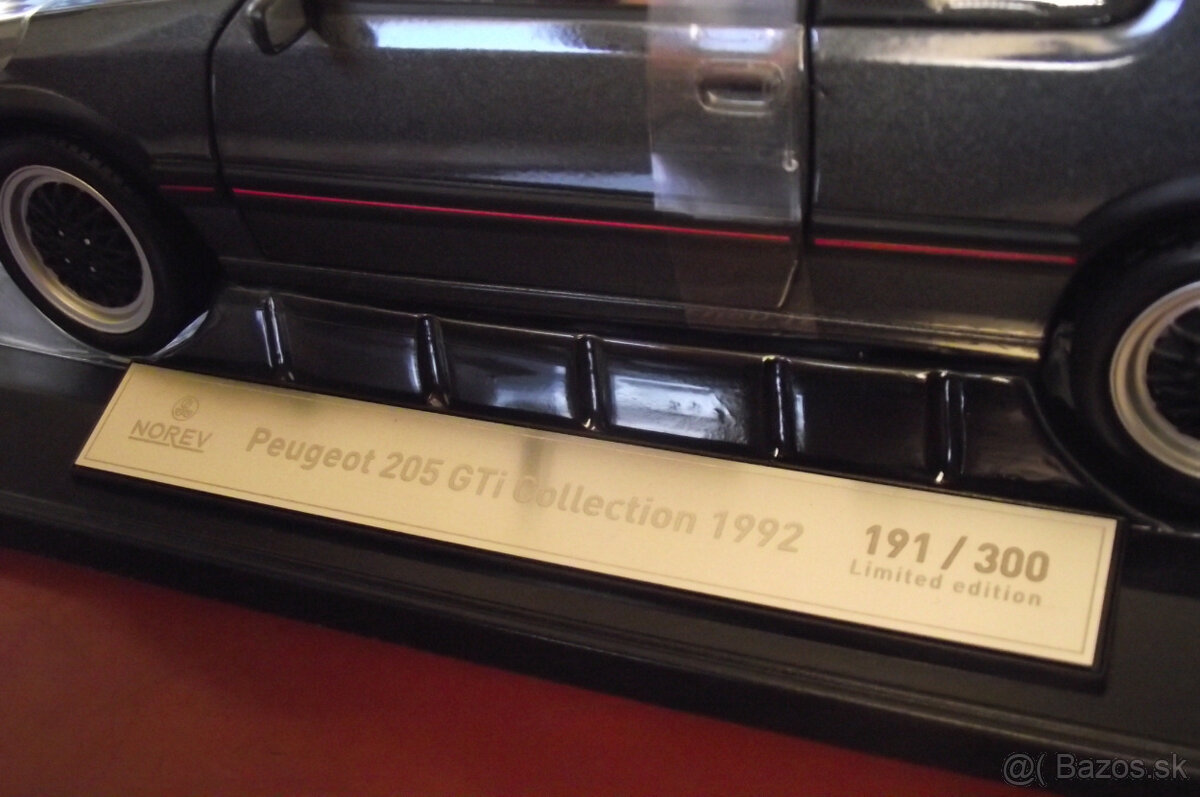 NOREV
Peugeot 205 GTi Collection 1992
191 / 300
Limited edition
@( Bazos.sk